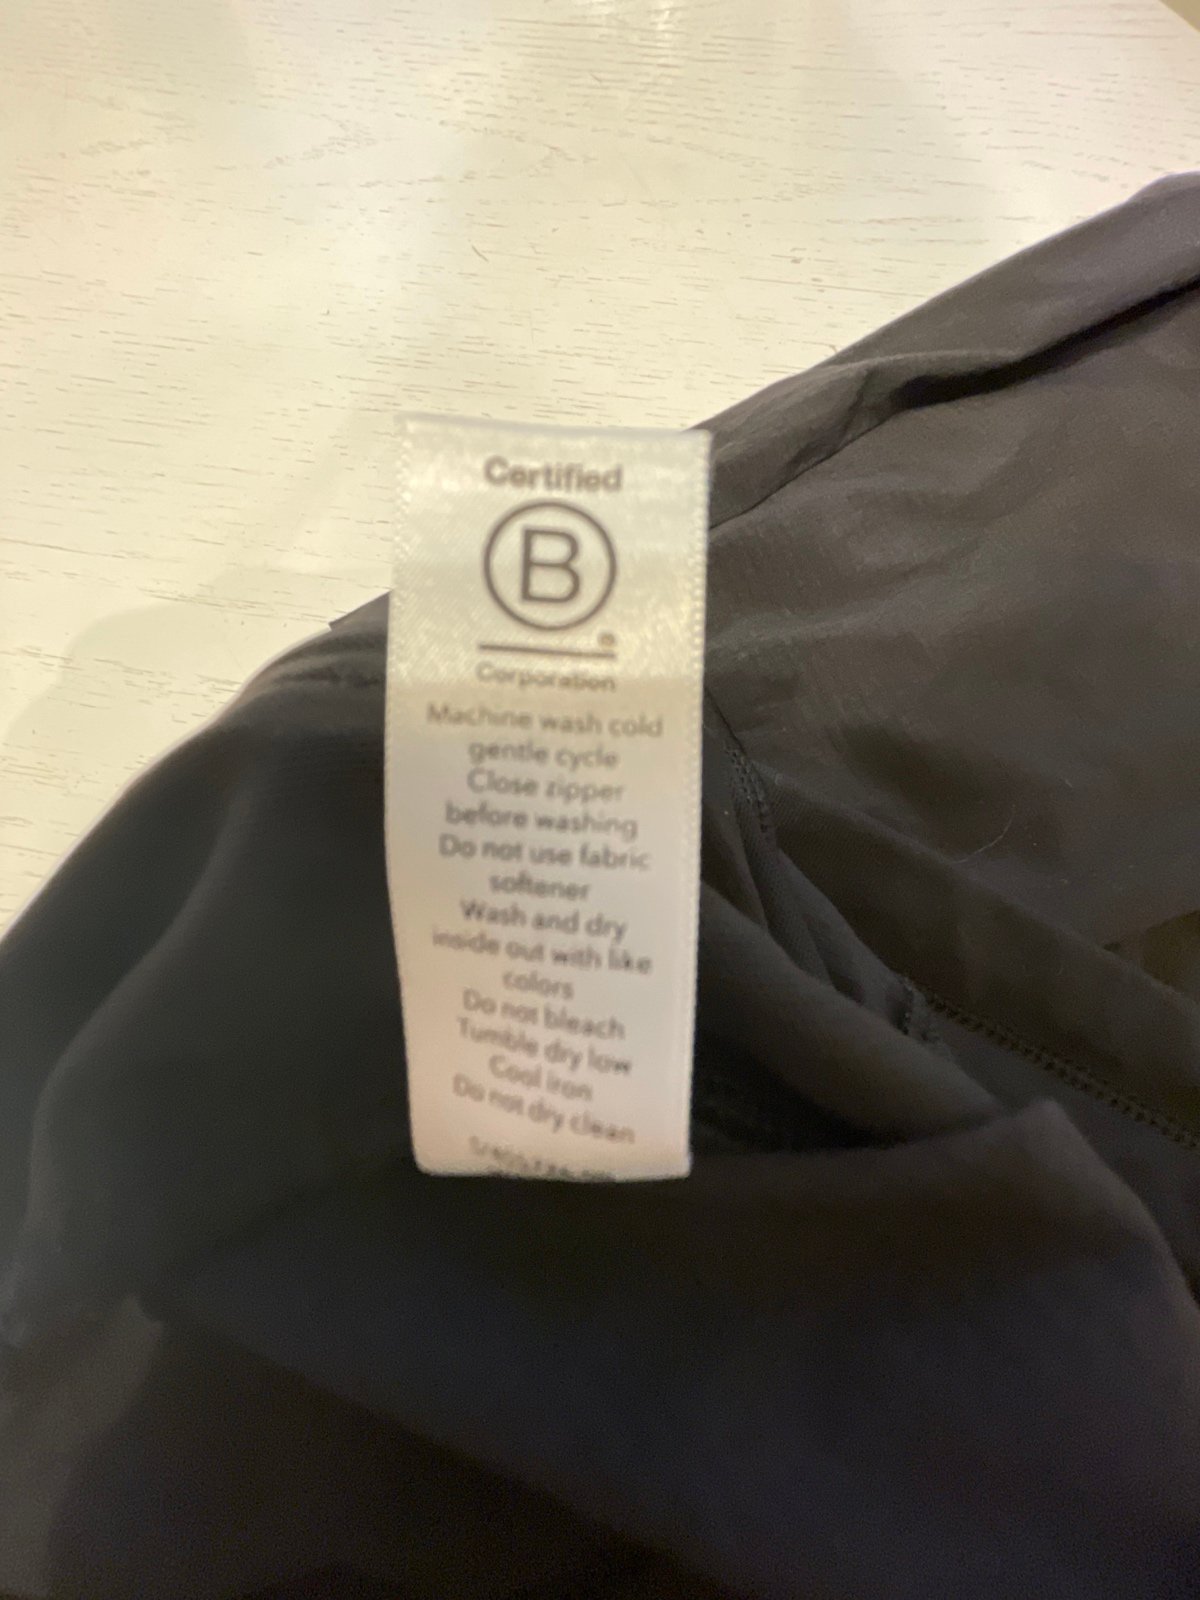 Certified
B
Corporation
Machine wash cold
gentle cycle
Close zipper
before washing
Do not use fabric
softener
Wash and dry
inside out with like
colors
Do not bleach
Tumble dry low
Cool iron
Do not dry clean